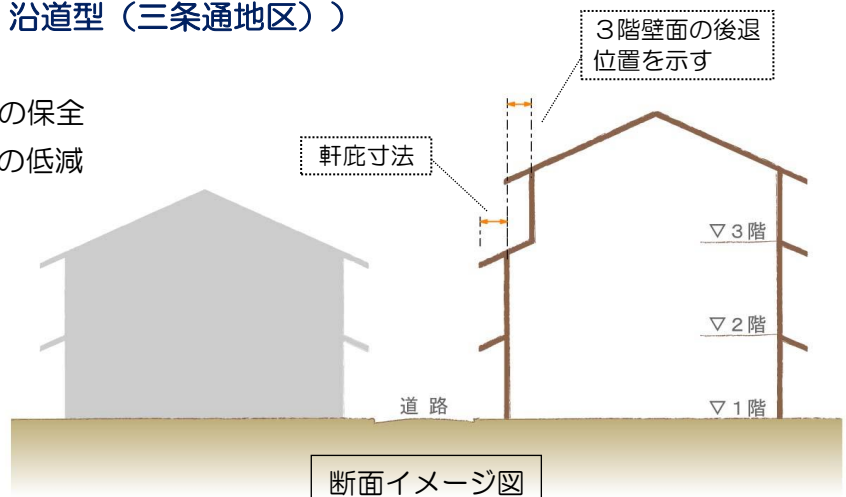 沿道型（三条通地区））
３階壁面の後退
位置を示す
の保全
の低減
軒庇寸法
▽３階
▽２階
道 路
▽１階
断面イメージ図